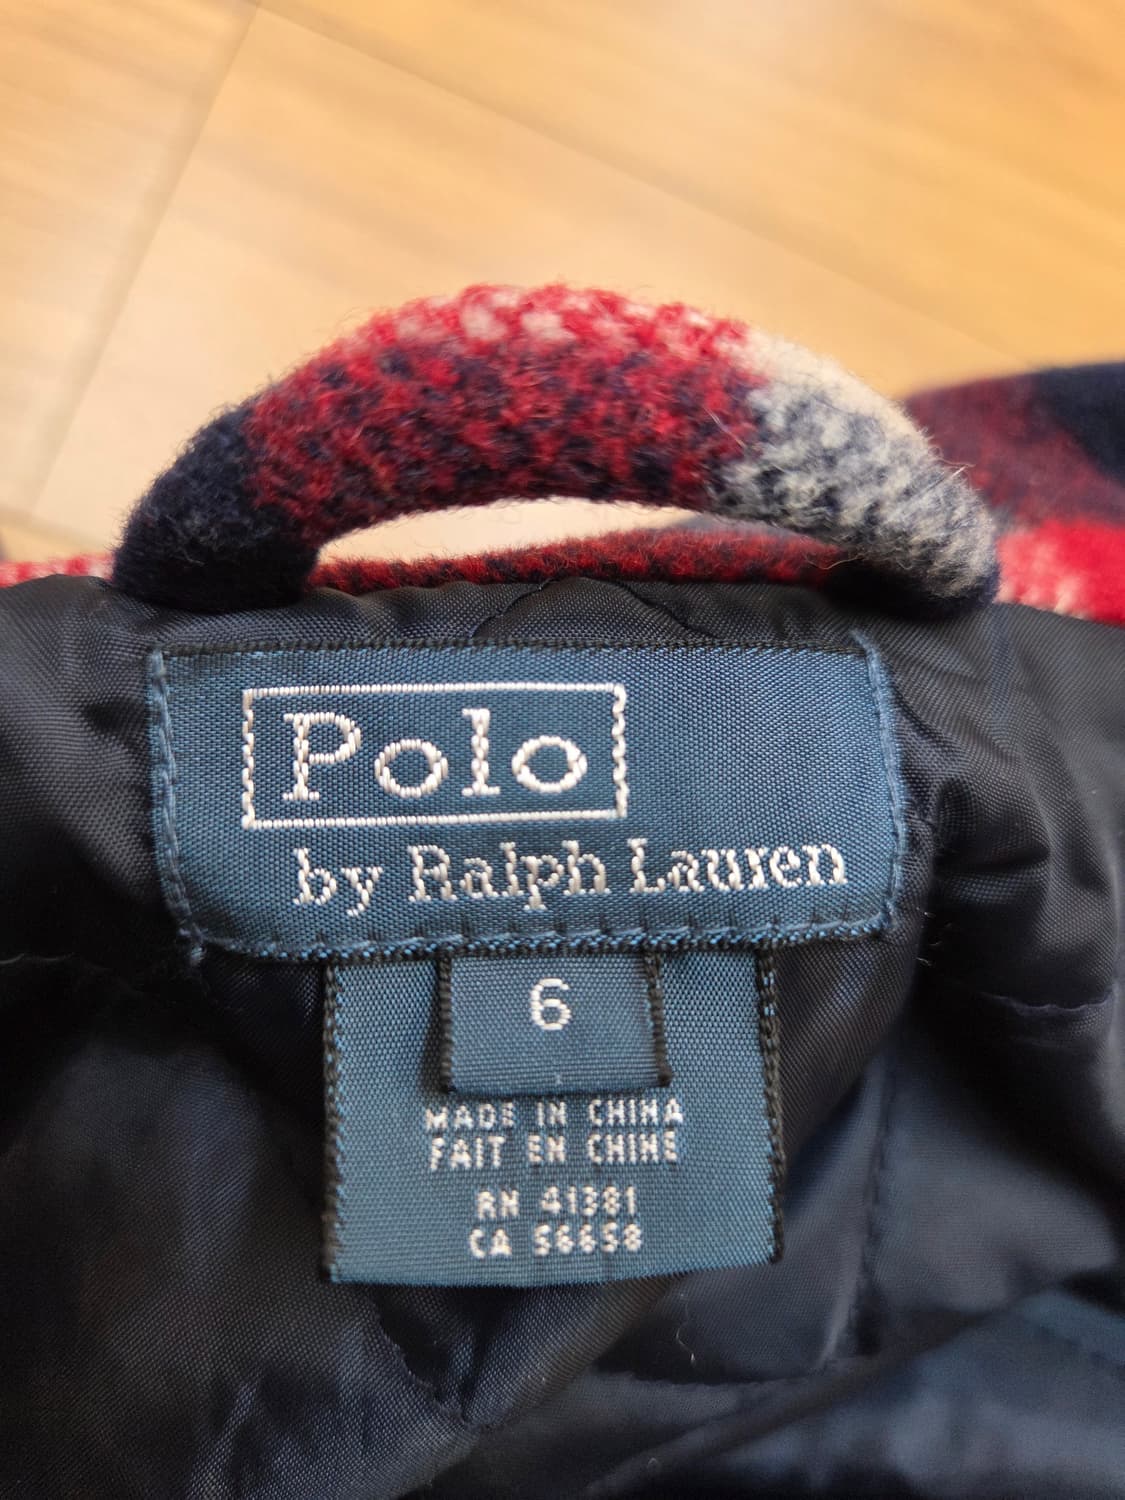 Polo
by Ralph Lauren
6
MADE IN CHINA
FAIT EN CHINE
RN 41381
CA 56658